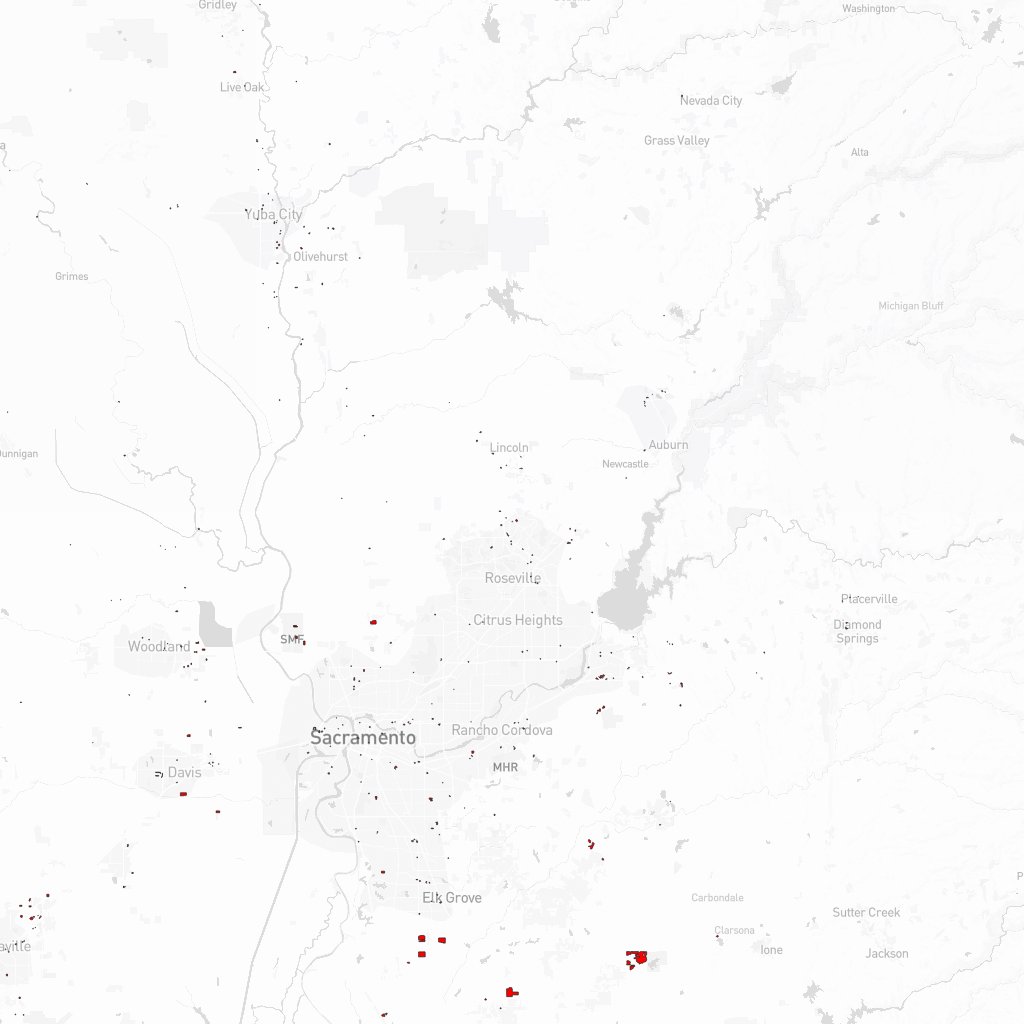 Gridley
Washington
Live Oak
Nevada City
Grass Valley
Alta
Yuba City
Olivehurst
Grimes
Michigan Bluff
Lincoln
Auburn
Dunnigan
Newcastle
Roseville
Placerville
Citrus Heights
Diamond
Springs
SMF
Woodland
Rancho Cordova
Sacramento
MHR
Davis
Elk Grove
Carbondale
Sutter Creek
Clarsona
Ione
Jackson
aville